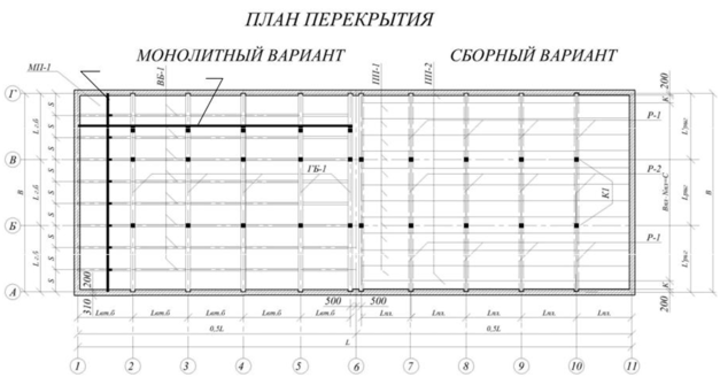 ПЛАН ПЕРЕКРЫТИЯ
МОНОЛИТНЫЙ ВАРИАНТ
СБОРНЫЙ ВАРИАНТ
МП-1
ВБ-1
ПП-1
ПП-2
200
К
Г
S
S
S
Lг.б
Р-1
В
В
S
S
Lг.б
ГБ-1
Р-2
К1
В
Б
S
S
S
Р-1
К
А
310
200
500
500
200
Lвт.б
Lвт.б
Lвт.б
Lвт.б
Lвт.б
Lпл.
Lпл.
Lпл.
Lпл.
Lпл.
0,5L
0,5L
L
1
2
3
4
5
6
7
8
9
10
11